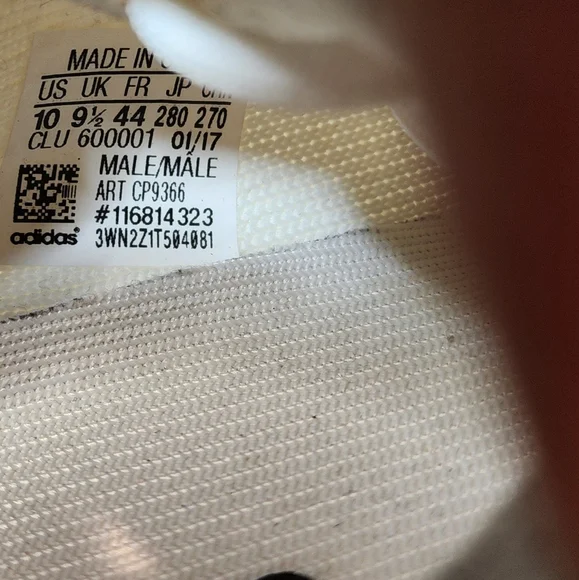 MADE IN
US UK FR JP CHN
10 9½ 44 280 270
CLU 600001 01/17
MALE/MÂLE
ART CP9366
#116814323
adidas® 3WN2Z1T504081